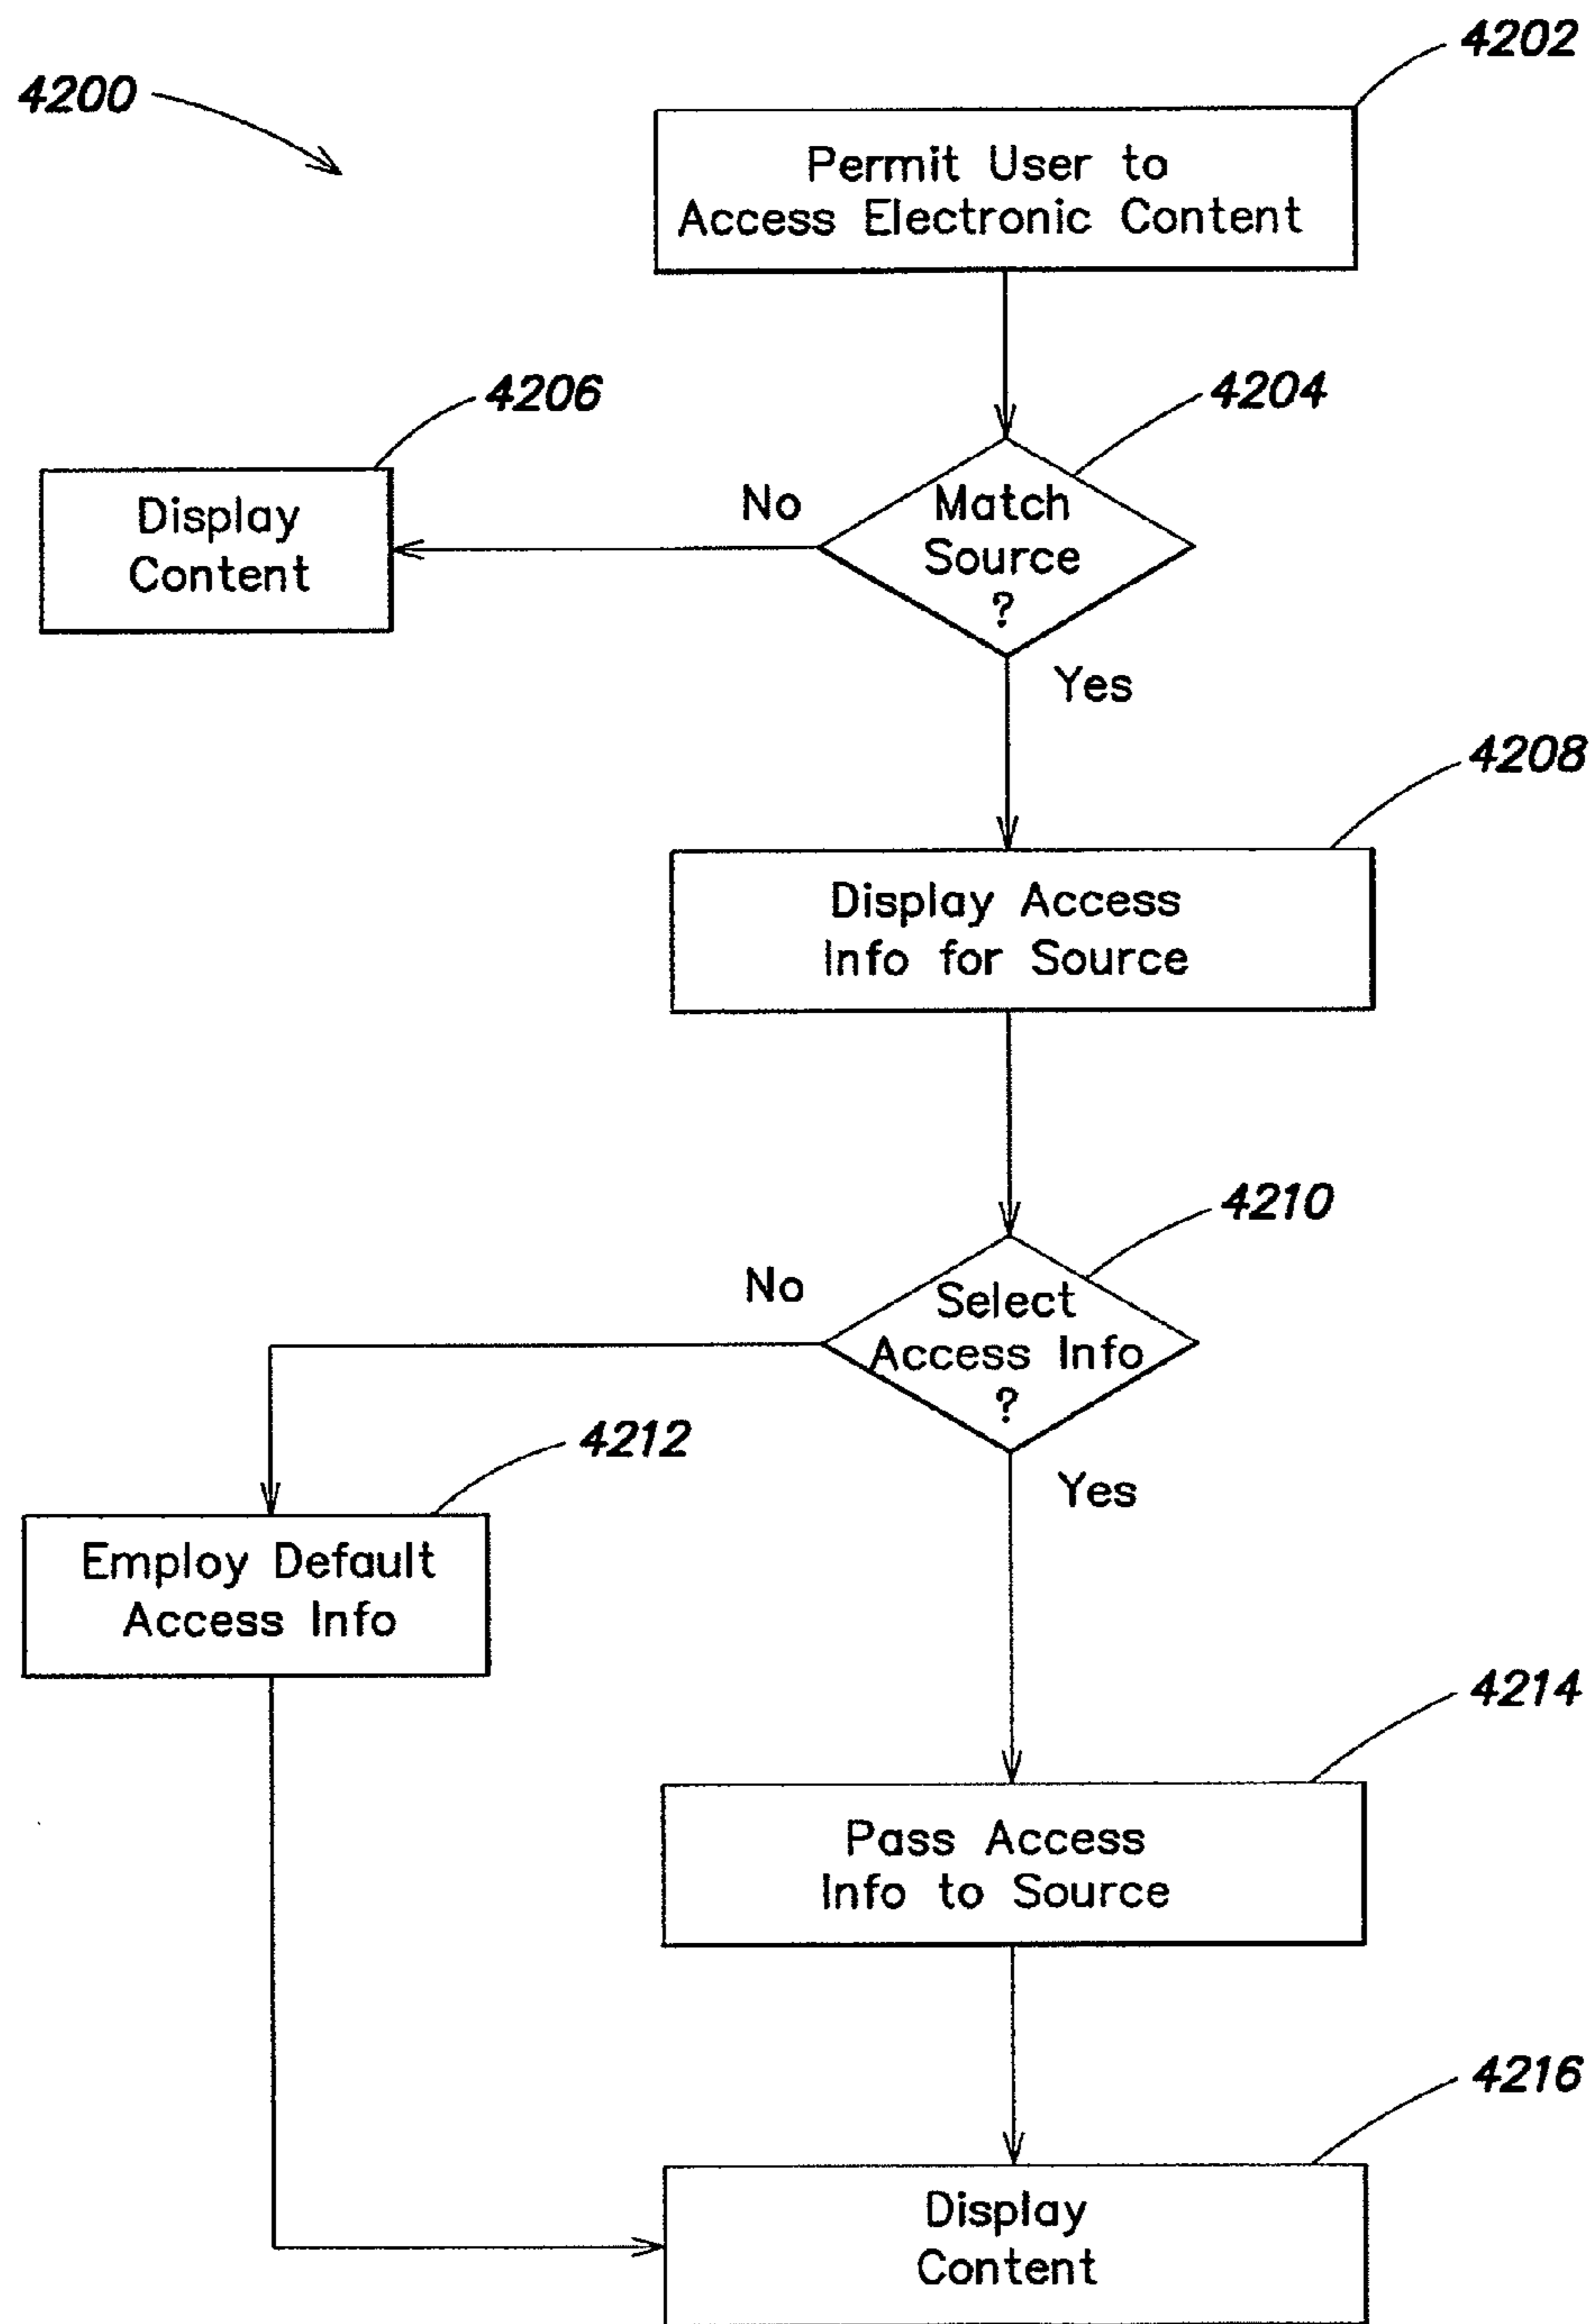 4202
4200
Permit User to
Access Electronic Content
4204
4206
No
Match
Source
?
Display
Content
Yes
4208
Display Access
Info for Source
4210
No
Select
Access Info
?
4212
Yes
Employ Default
Access Info
4214
Pass Access
Info to Source
4216
Display
Content